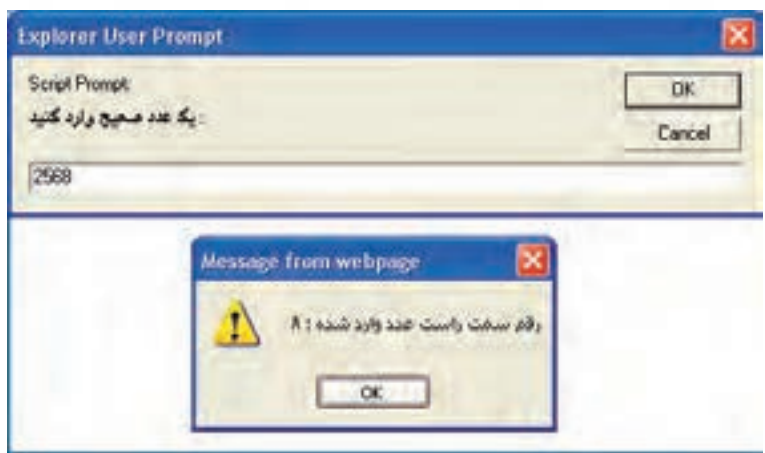 Explorer User Prompt
Script Prompt:
یک عدد صحیح وارد کنید :
OK
Cancel
2568
Message from webpage
رقم سمت راست عدد وارد شده : ۸
OK